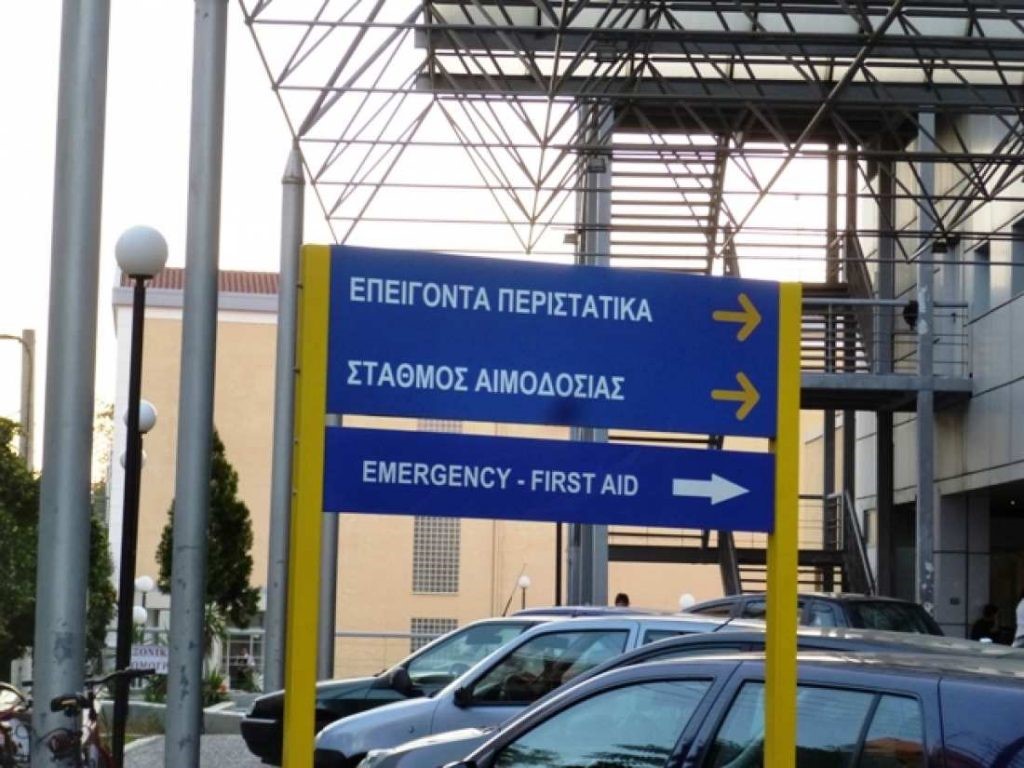 ΕΠΕΙΓΟΝΤΑ ΠΕΡΙΣΤΑΤΙΚΑ
ΣΤΑΘΜΟΣ ΑΙΜΟΔΟΣΙΑΣ
EMERGENCY - FIRST AID